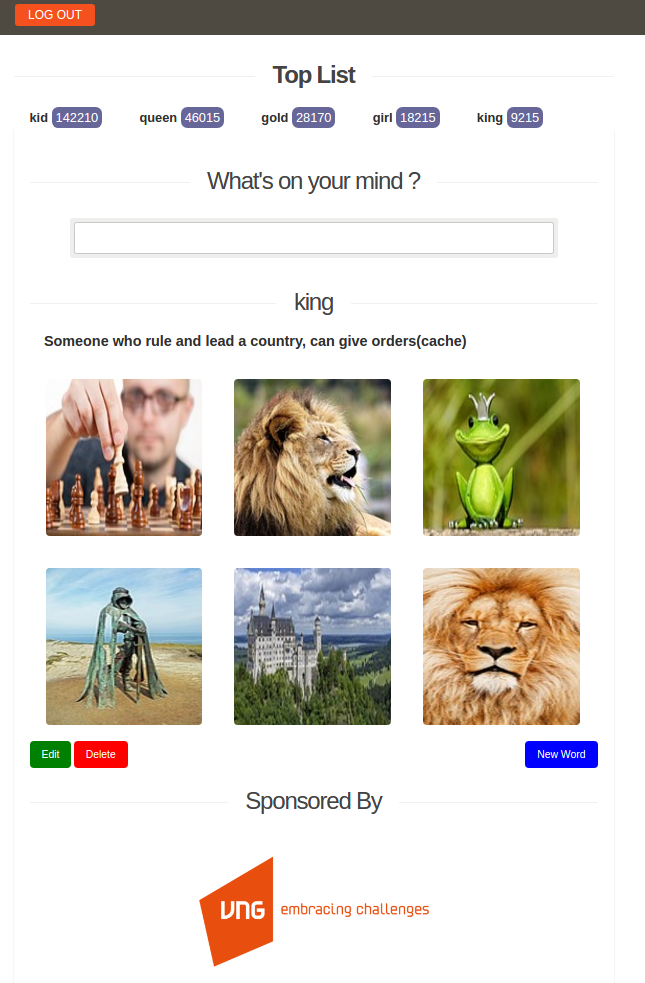 LOG OUT
Top List
kid 142210 queen 46015 gold 28170 girl 18215 king 9215
What's on your mind ?
king
Someone who rule and lead a country, can give orders(cache)
Edit Delete New Word
Sponsored By
VNG embracing challenges